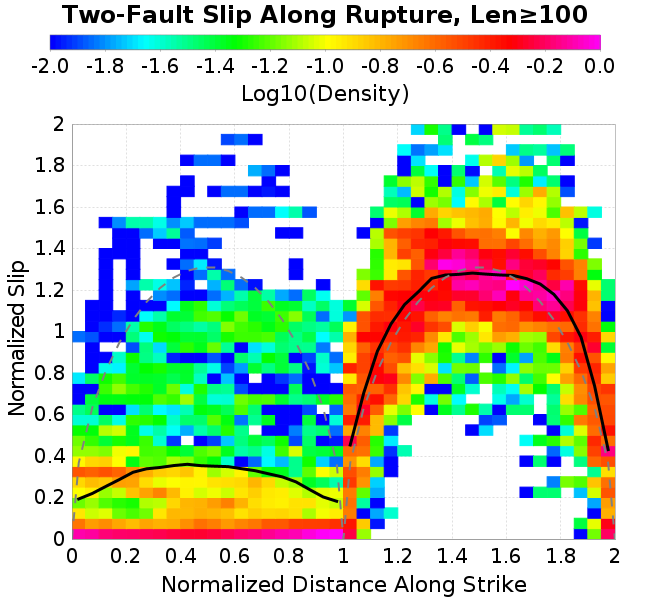 Two-Fault Slip Along Rupture, Len≥100
-2.0 -1.8 -1.6 -1.4 -1.2 -1.0 -0.8 -0.6 -0.4 -0.2 0.0
Log10(Density)
2
1.8
1.6
1.4
1.2
1
0.8
0.6
0.4
0.2
0
Normalized Slip
0 0.2 0.4 0.6 0.8 1 1.2 1.4 1.6 1.8 2
Normalized Distance Along Strike